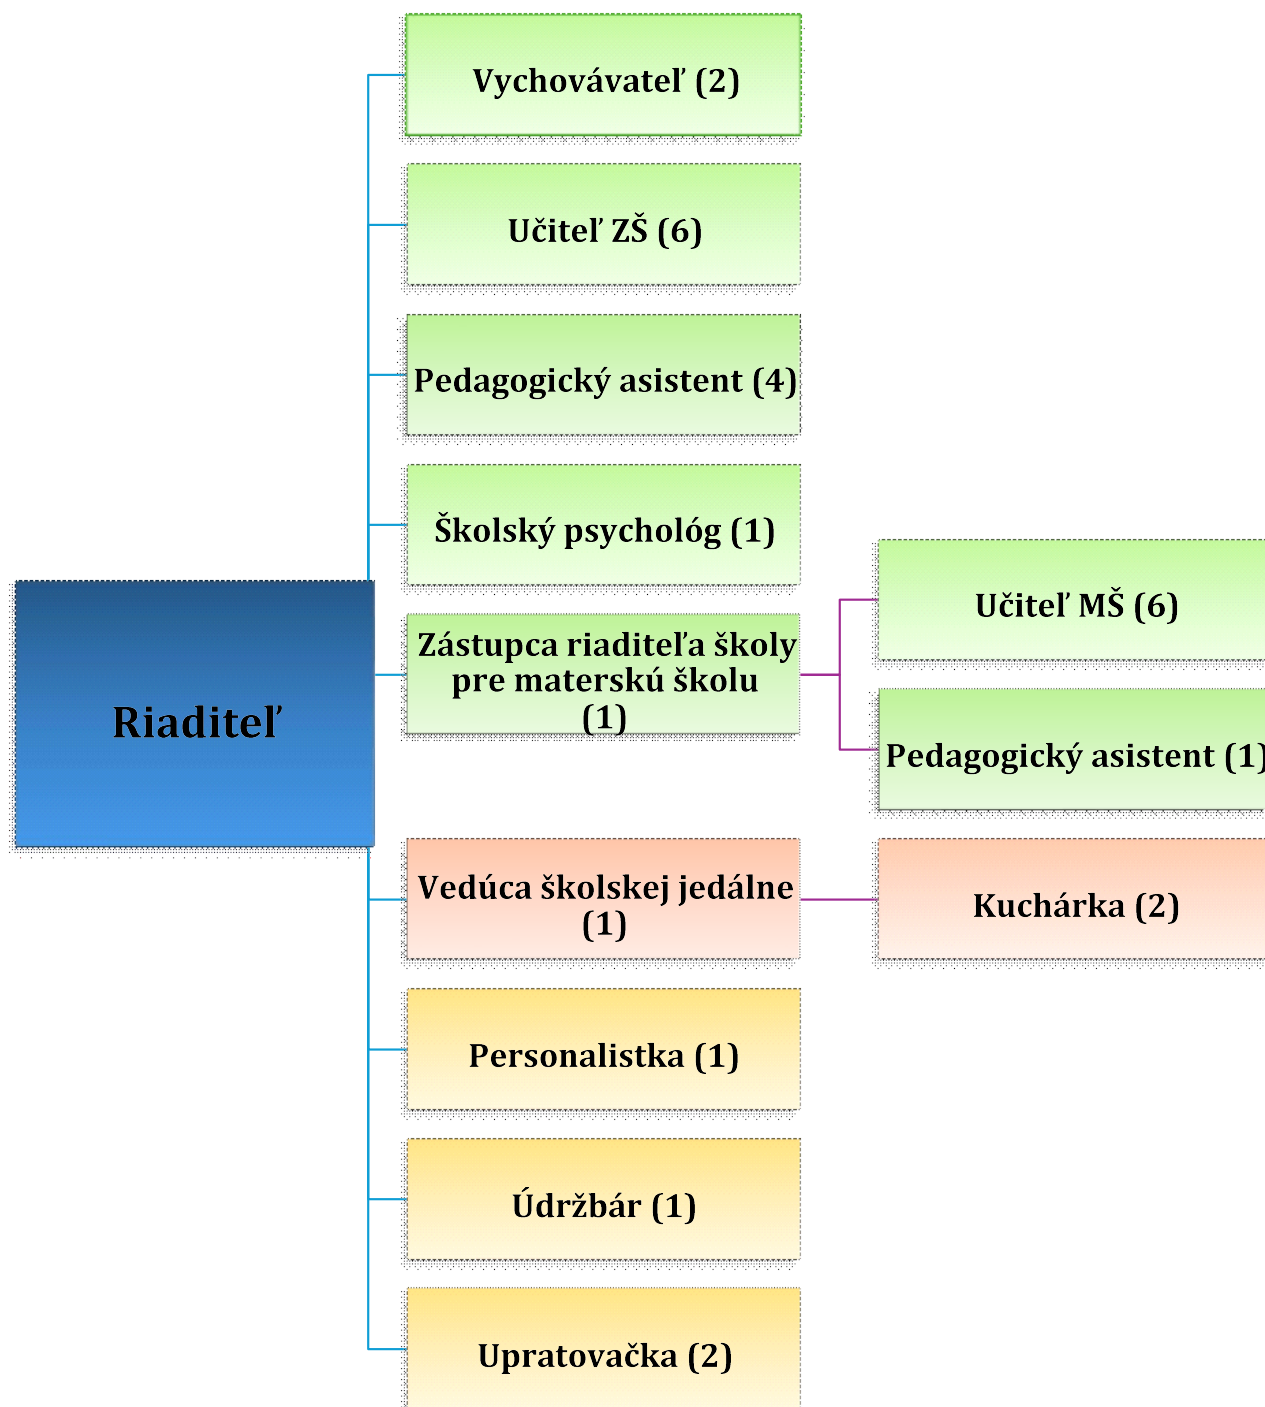 Vychovávateľ (2)
Učiteľ ZŠ (6)
Pedagogický asistent (4)
Školský psychológ (1)
Riaditeľ
Zástupca riaditeľa školy
pre materskú školu
(1)
Učiteľ MŠ (6)
Pedagogický asistent (1)
Vedúca školskej jedálne
(1)
Kuchárka (2)
Personalistka (1)
Údržbár (1)
Upratovačka (2)